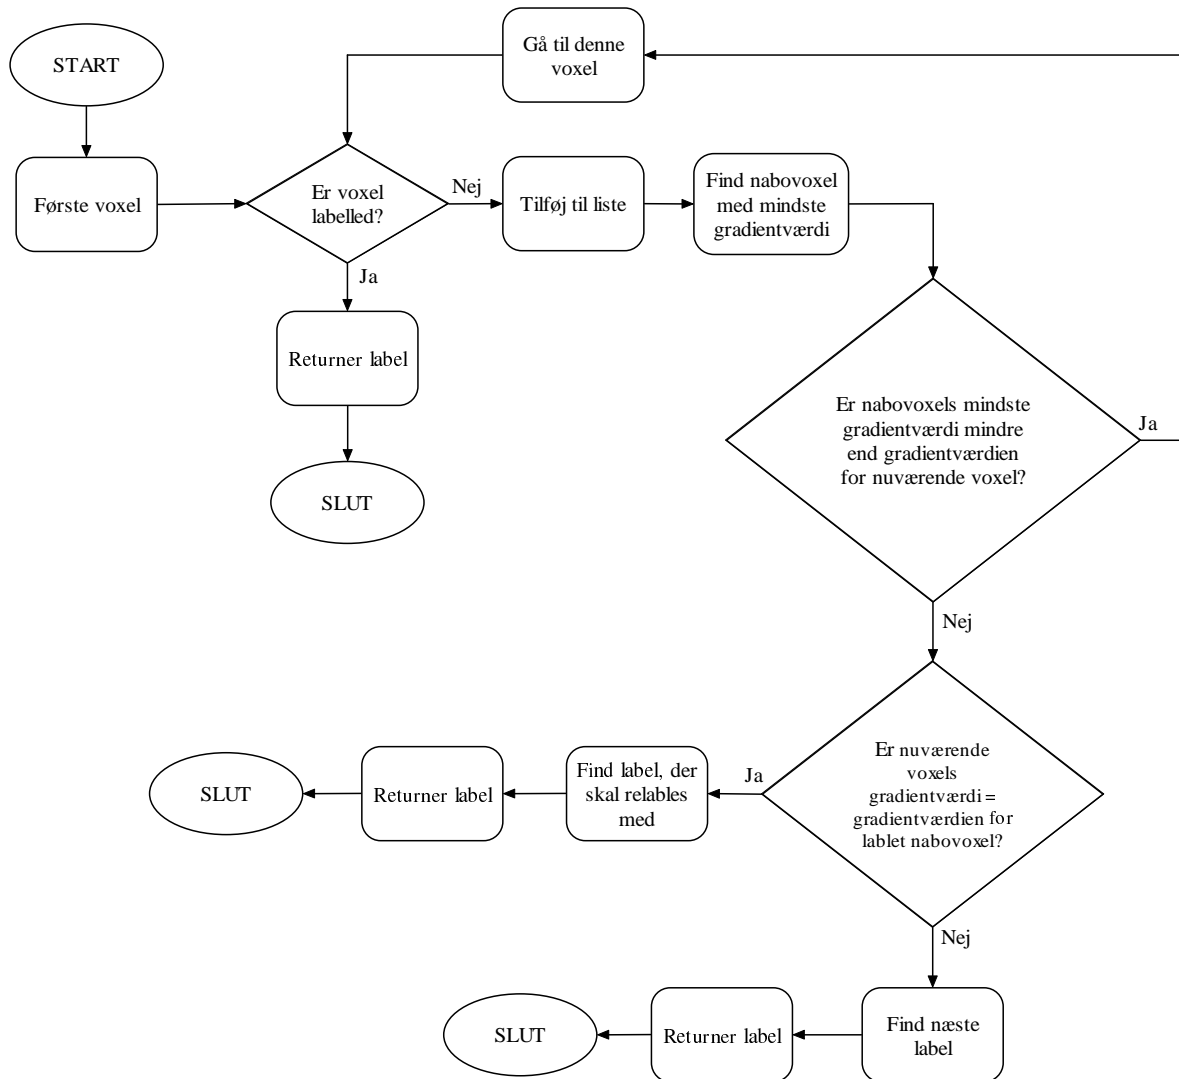 START
Gå til denne
voxel
Første voxel
Er voxel
labelled?
Nej
Tilføj til liste
Find nabovoxel
med mindste
gradientværdi
Ja
Returner label
SLUT
Er nabovoxels mindste
gradientværdi mindre
end gradientværdien
for nuværende voxel?
Ja
Nej
Er nuværende
voxels
gradientværdi =
gradientværdien for
lablet nabovoxel?
Ja
Find label, der
skal relables
med
Returner label
SLUT
Nej
Find næste
label
Returner label
SLUT